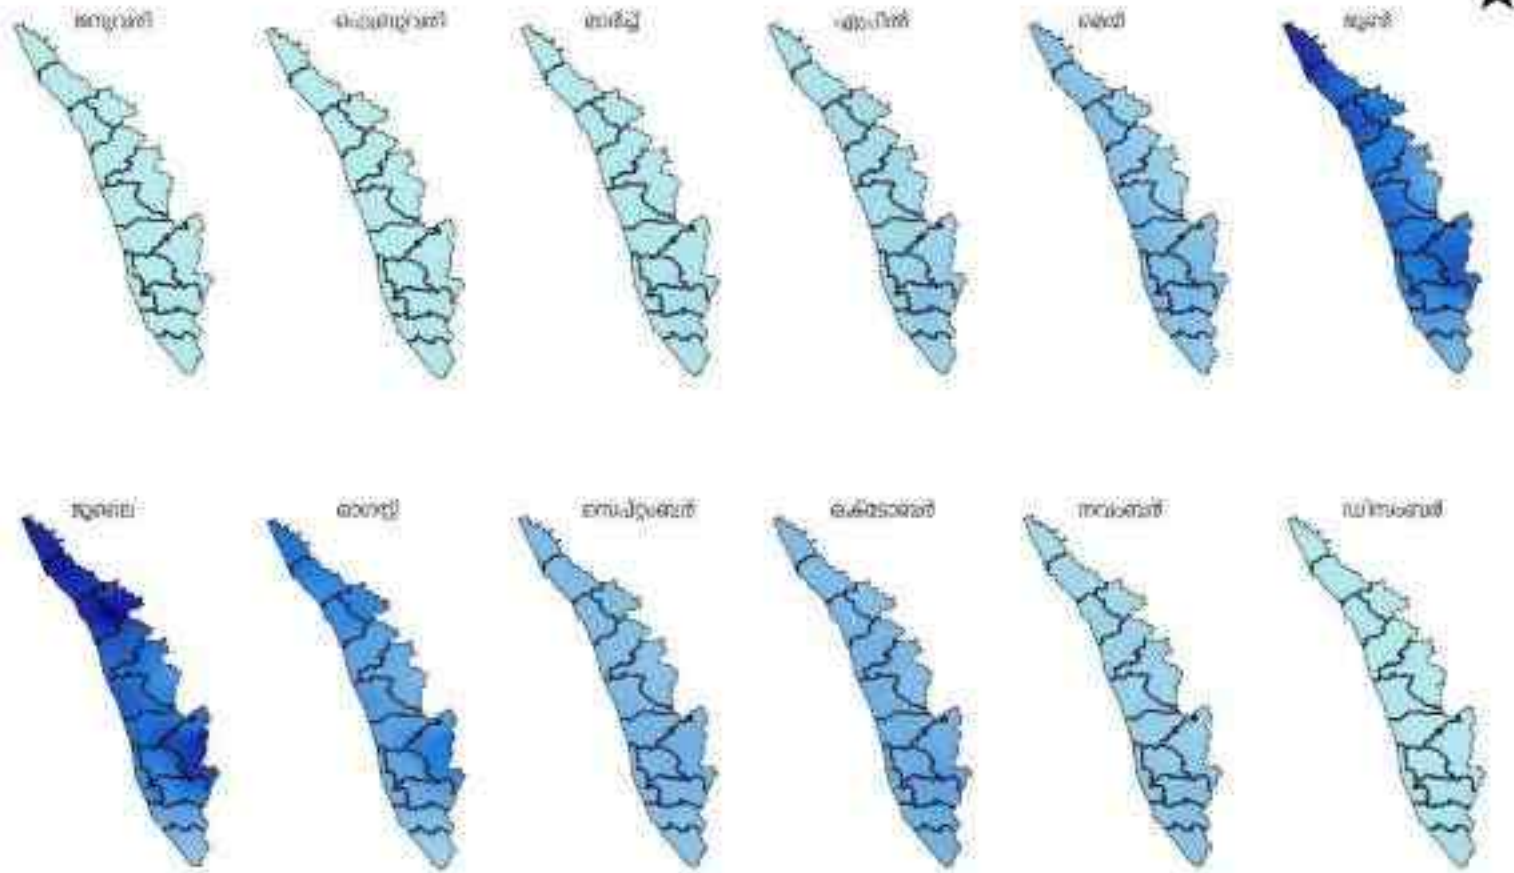 ജനുവരി
ഫെബ്രുവരി
മാർച്ച്
ഏപ്രിൽ
മെയ്
ജൂൺ
ജൂലൈ
ഓഗസ്റ്റ്
സെപ്റ്റംബർ
ഒക്ടോബർ
നവംബർ
ഡിസംബർ